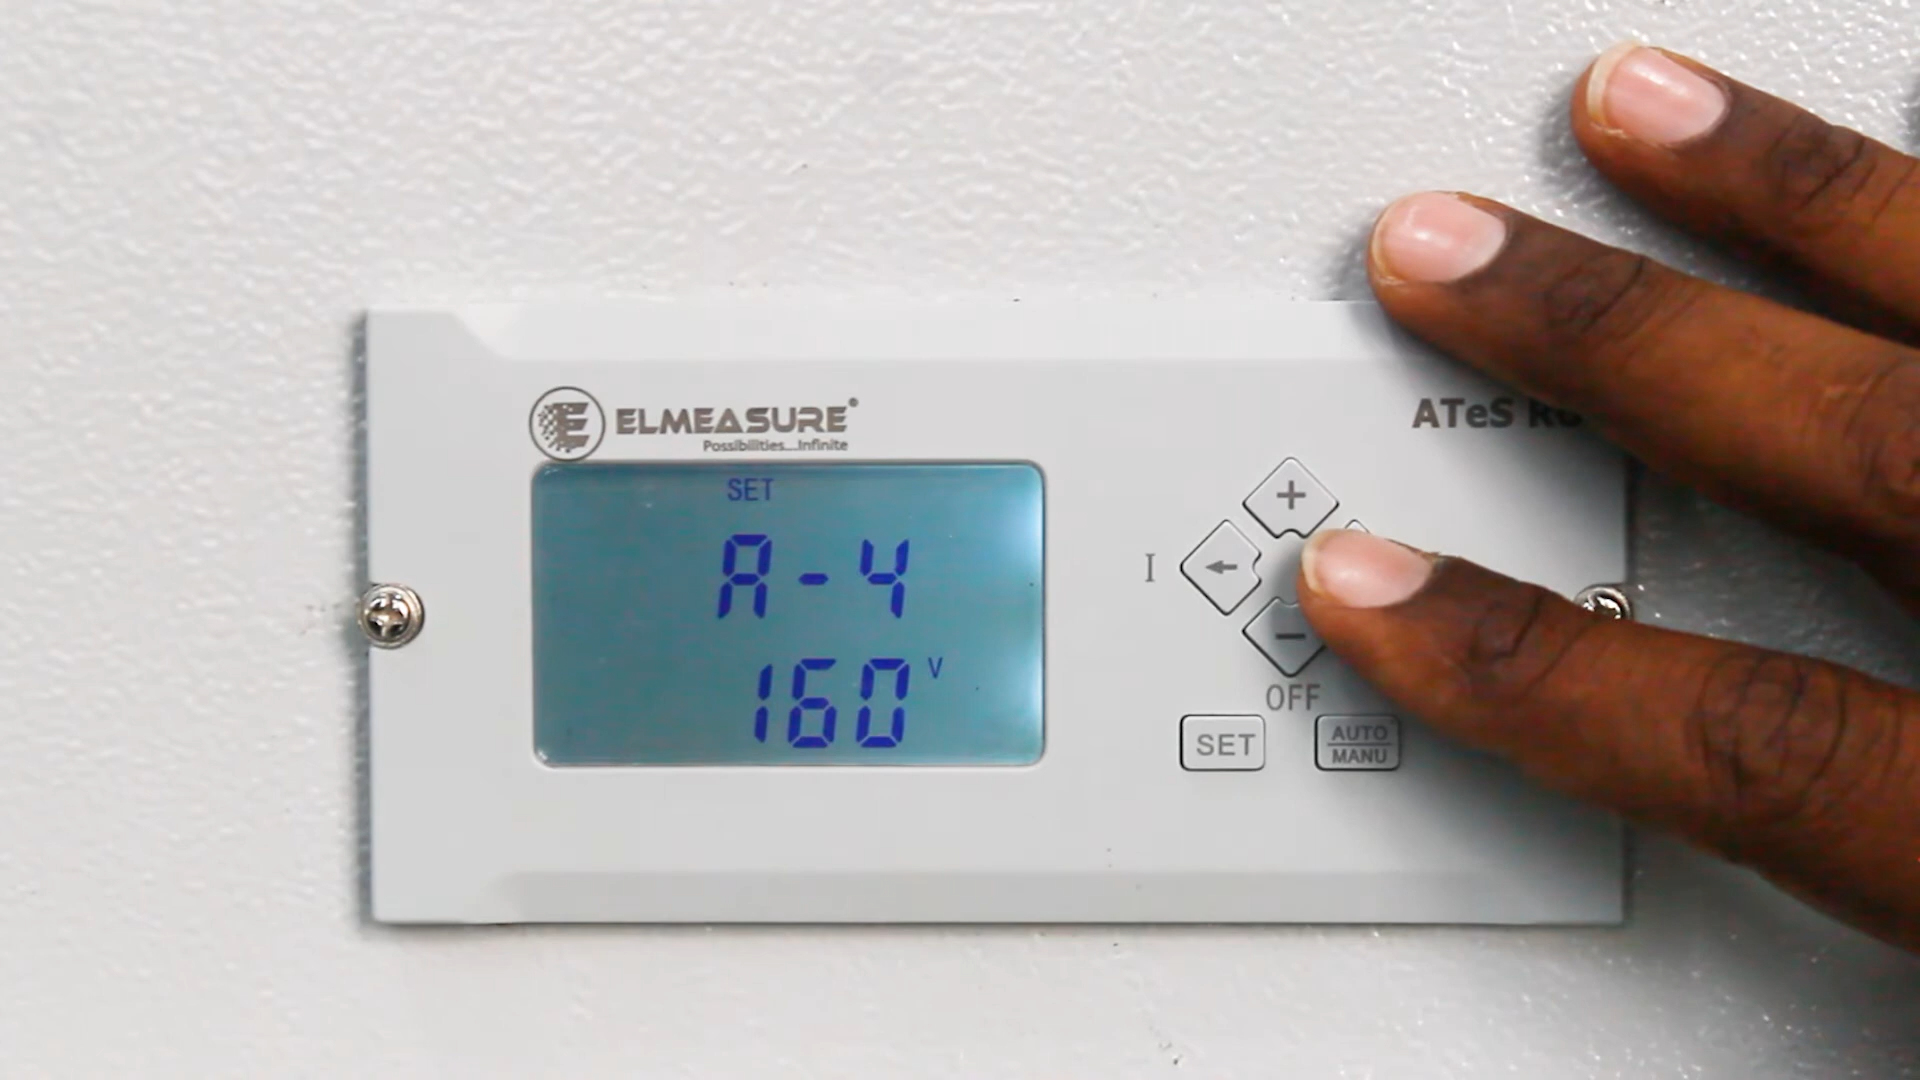 ELMEASURE®
Possibilities....Infinite
ATeS
SET
A-4
160 V
+
I
←
−
OFF
SET
AUTO
MANU